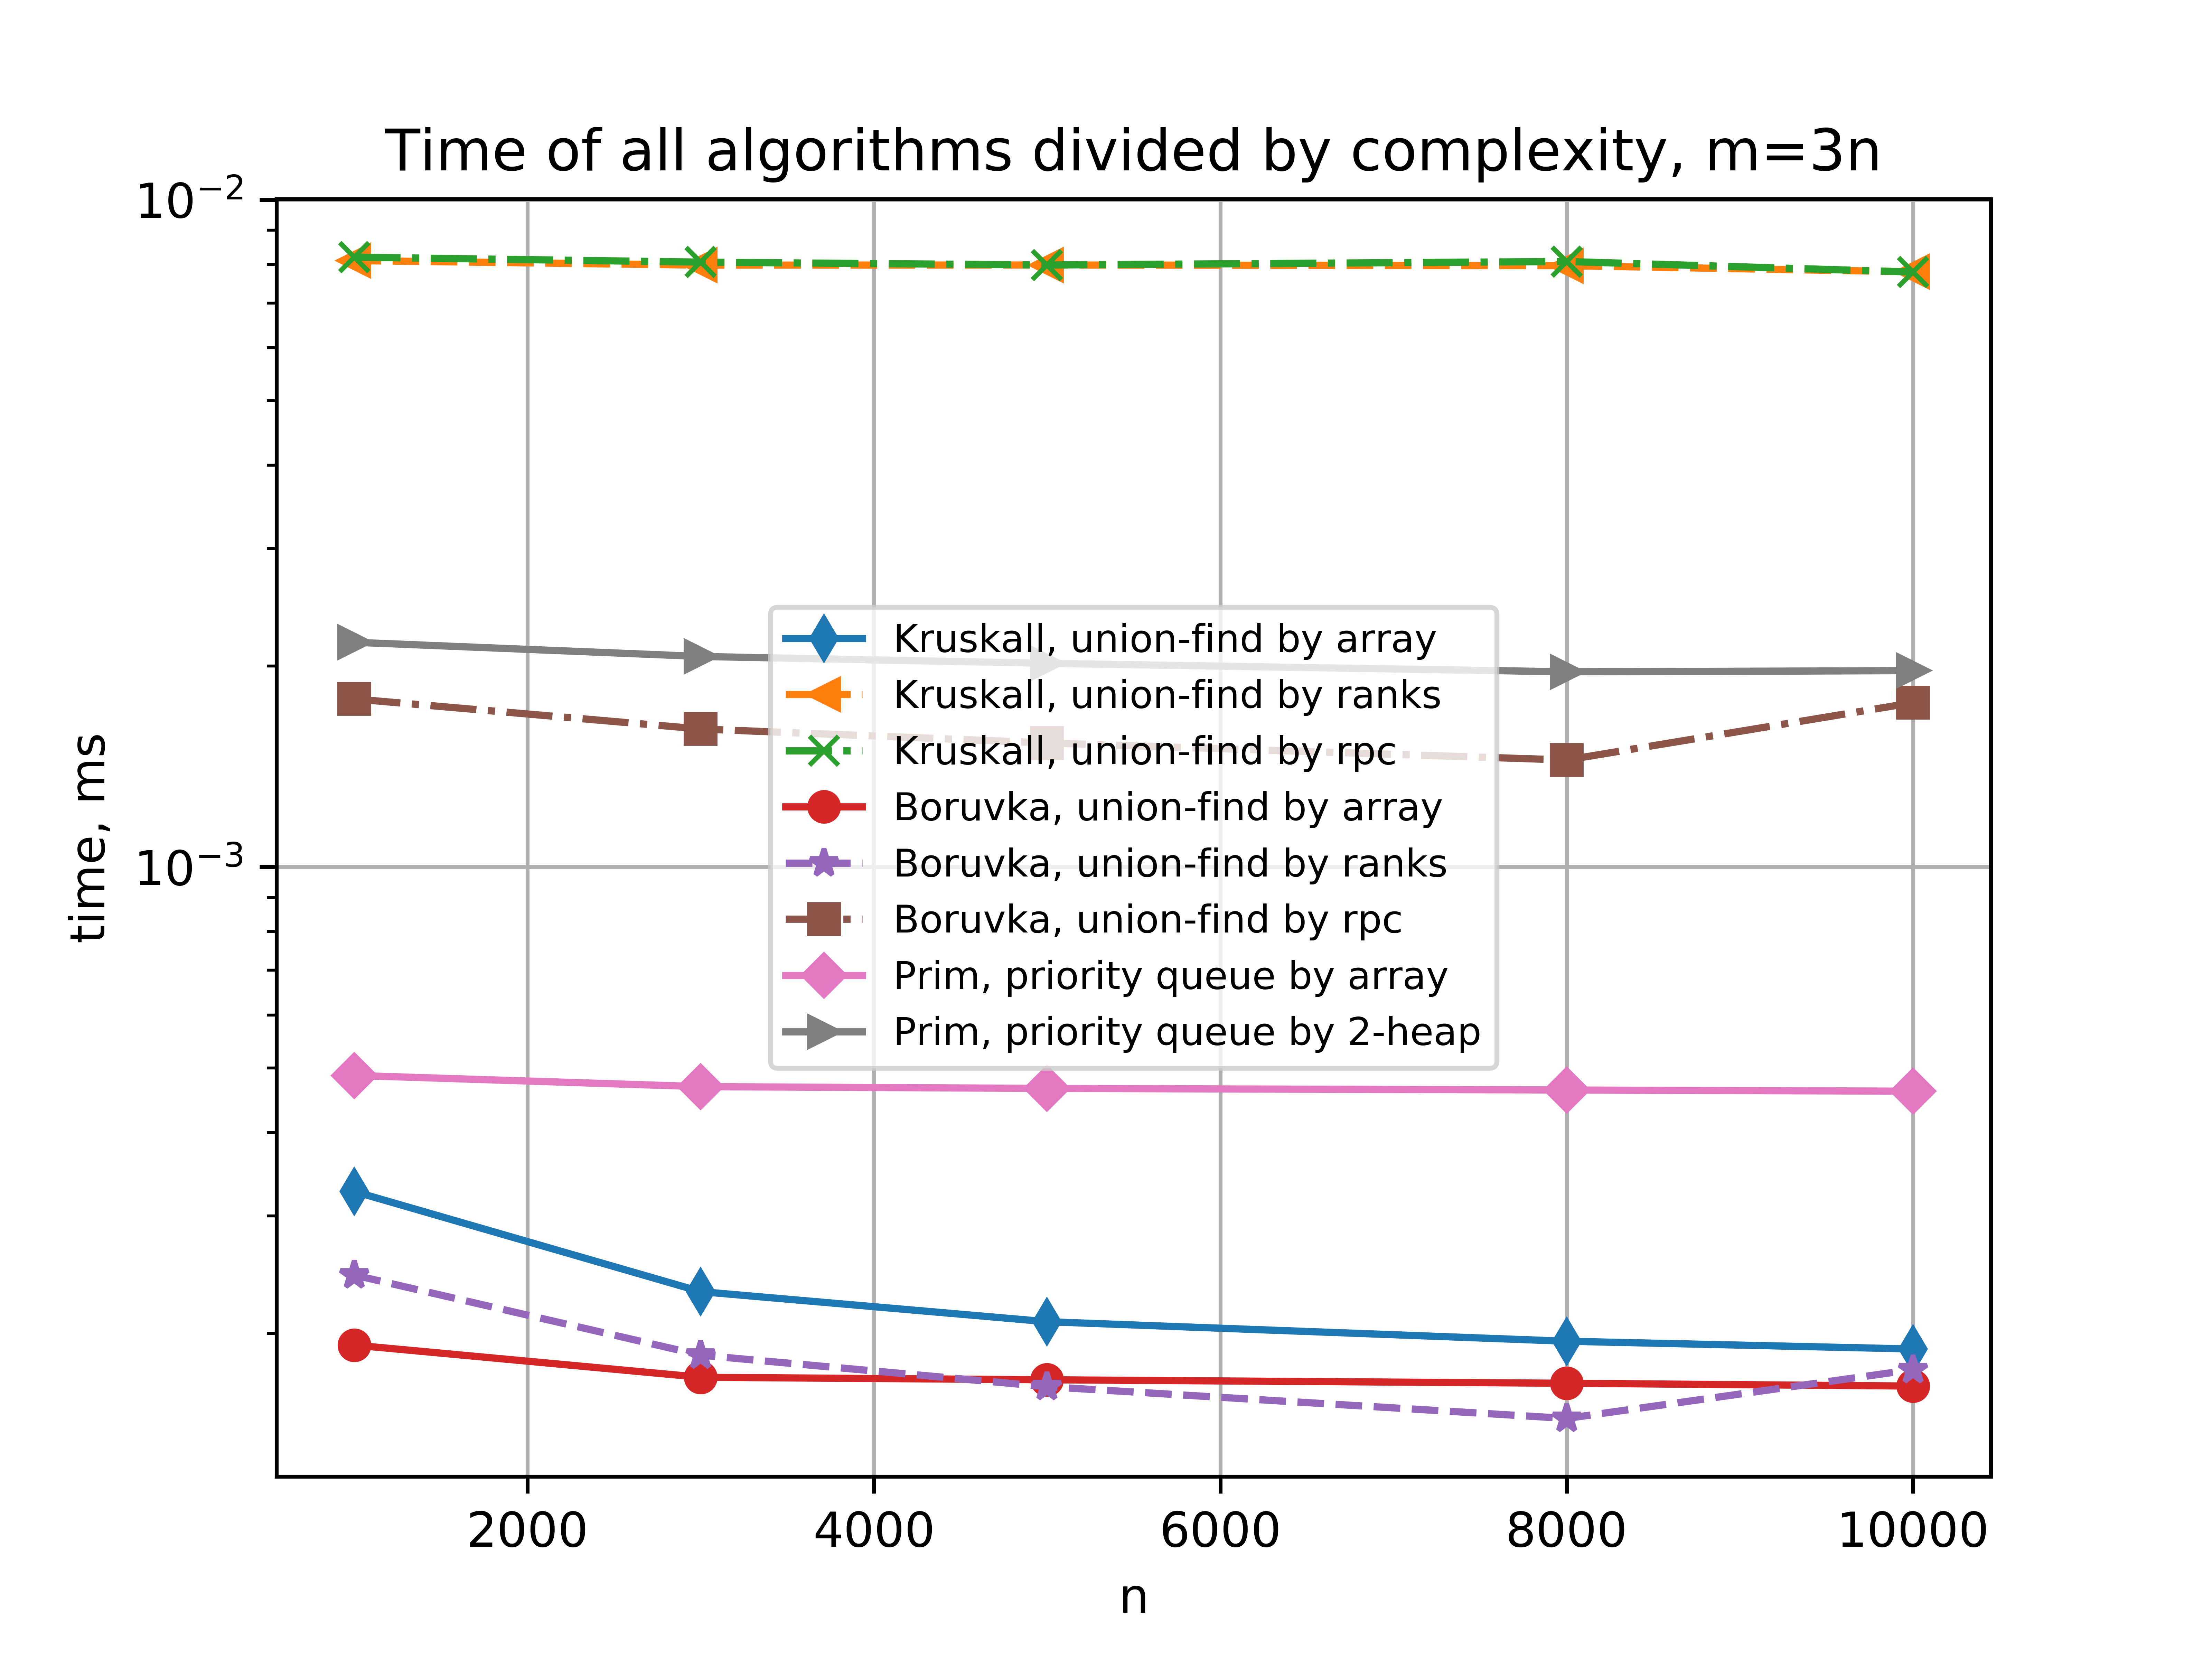 Time of all algorithms divided by complexity, m=3n
10⁻²
10⁻³
time, ms
Kruskall, union-find by array
Kruskall, union-find by ranks
Kruskall, union-find by rpc
Boruvka, union-find by array
Boruvka, union-find by ranks
Boruvka, union-find by rpc
Prim, priority queue by array
Prim, priority queue by 2-heap
2000 4000 6000 8000 10000
n